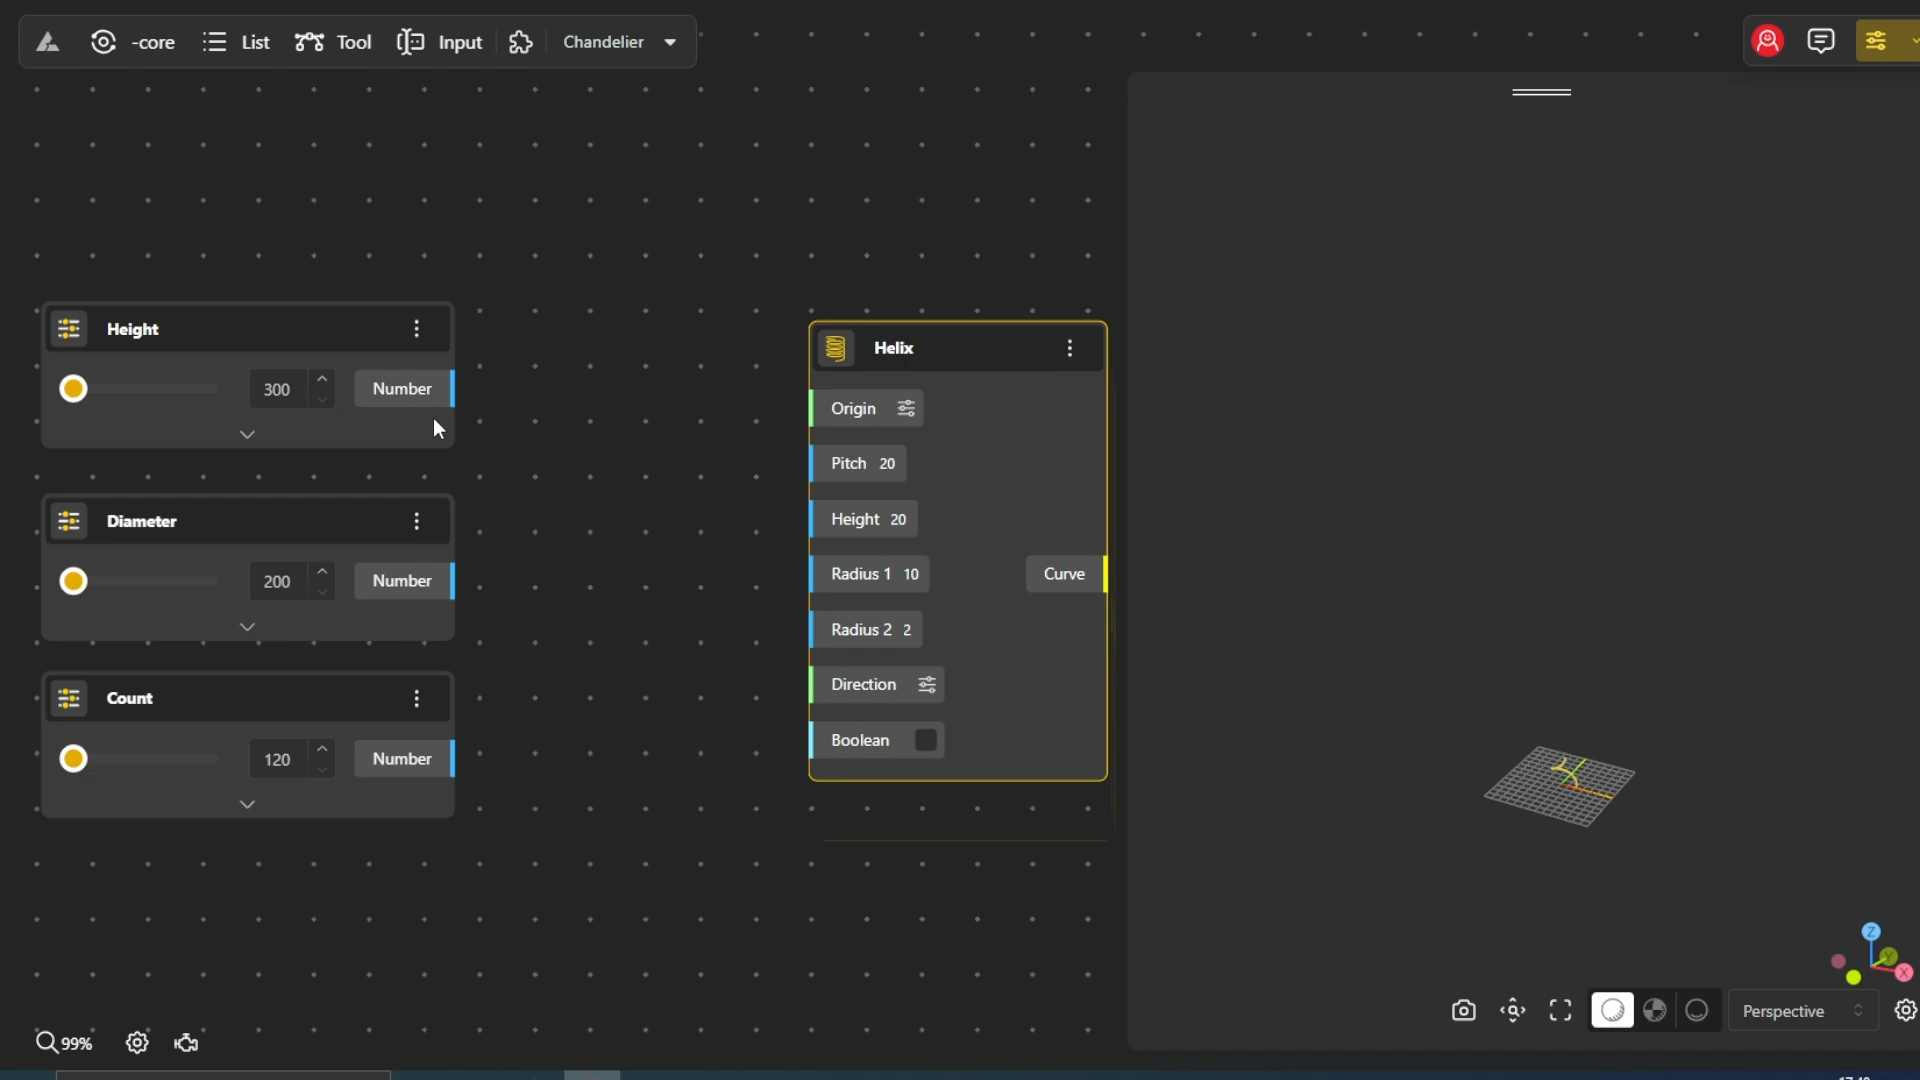 -core List Tool Input Chandelier
Height
300 Number
Diameter
200 Number
Count
120 Number
Helix
Origin
Pitch 20
Height 20
Radius 1 10 Curve
Radius 2 2
Direction
Boolean
Z
Y
X
Perspective
99%